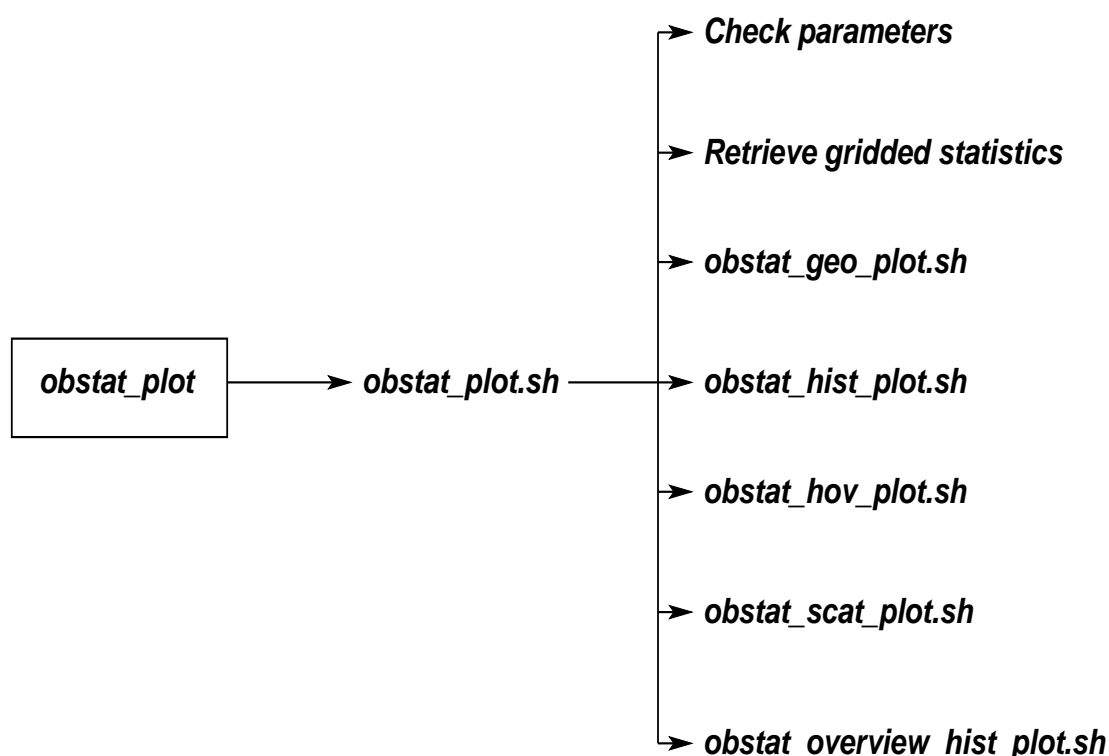 Check parameters
Retrieve gridded statistics
obstat_geo_plot.sh
obstat_plot
obstat_plot.sh
obstat_hist_plot.sh
obstat_hov_plot.sh
obstat_scat_plot.sh
obstat_overview_hist_plot.sh